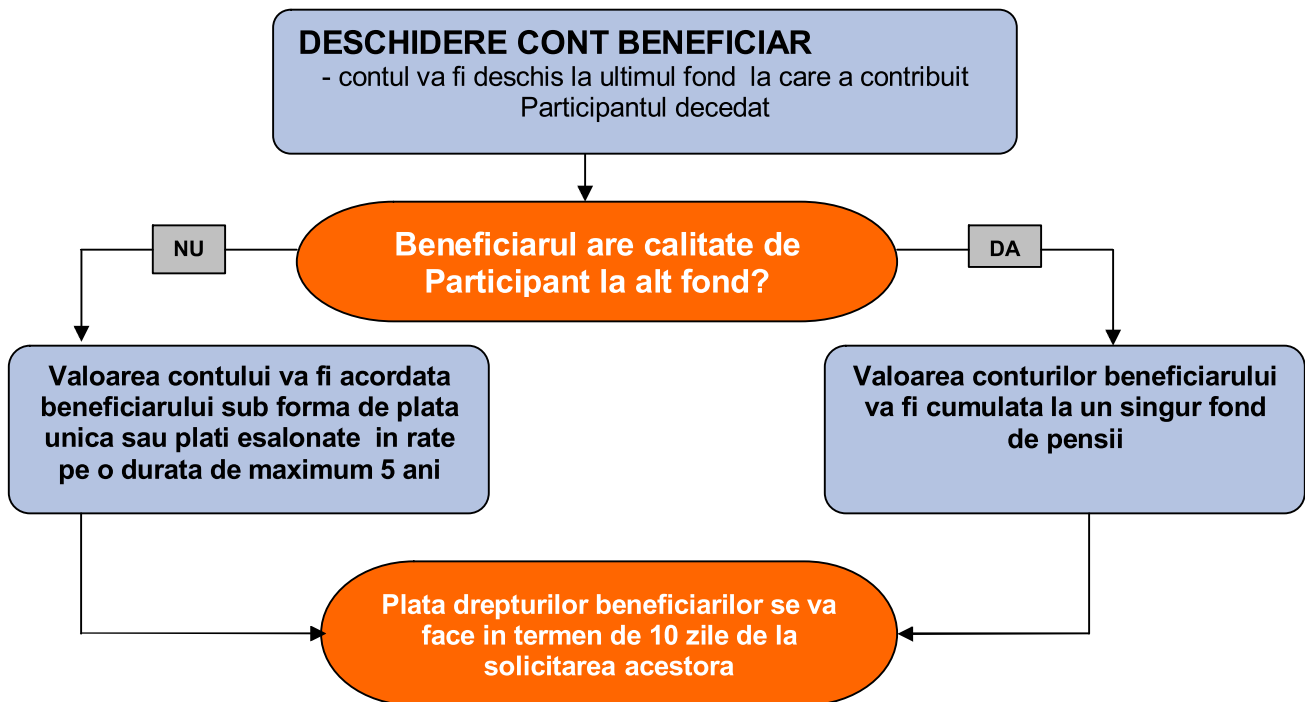 DESCHIDERE CONT BENEFICIAR
- contul va fi deschis la ultimul fond la care a contribuit
Participantul decedat
Beneficiarul are calitate de
Participant la alt fond?
NU
DA
Valoarea contului va fi acordata
beneficiarului sub forma de plata
unica sau plati esalonate in rate
pe o durata de maximum 5 ani
Valoarea conturilor beneficiarului
va fi cumulata la un singur fond
de pensii
Plata drepturilor beneficiarilor se va
face in termen de 10 zile de la
solicitarea acestora